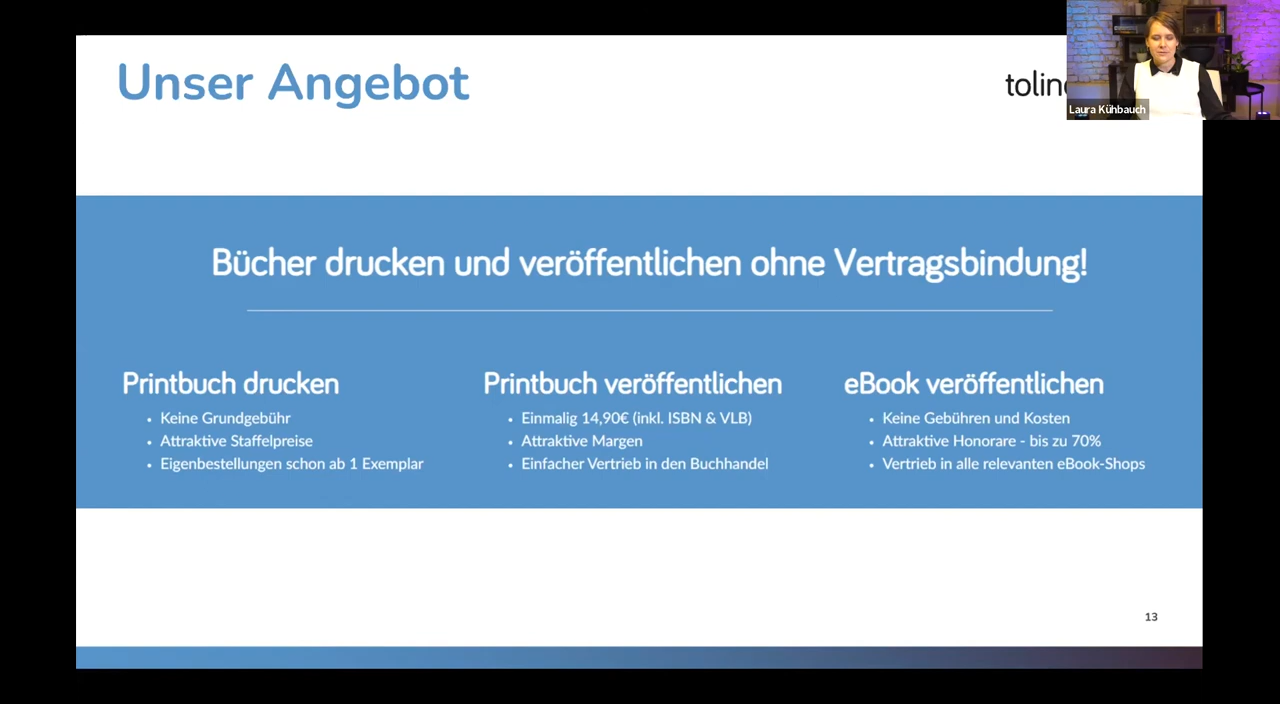 Unser Angebot
Laura Kühbauch
Bücher drucken und veröffentlichen ohne Vertragsbindung!
Printbuch drucken
• Keine Grundgebühr
• Attraktive Staffelpreise
• Eigenbestellungen schon ab 1 Exemplar
Printbuch veröffentlichen
• Einmalig 14,90€ (inkl. ISBN & VLB)
• Attraktive Margen
• Einfacher Vertrieb in den Buchhandel
eBook veröffentlichen
• Keine Gebühren und Kosten
• Attraktive Honorare - bis zu 70%
• Vertrieb in alle relevanten eBook-Shops
13